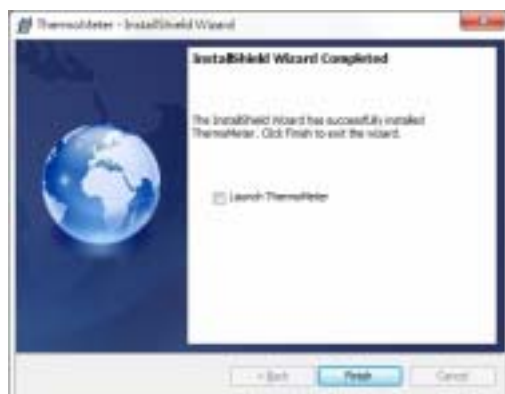 ThermoMeter - InstallShield Wizard
InstallShield Wizard Completed
The InstallShield Wizard has successfully installed
ThermoMeter. Click Finish to exit the wizard.
Launch ThermoMeter
< Back
Finish
Cancel